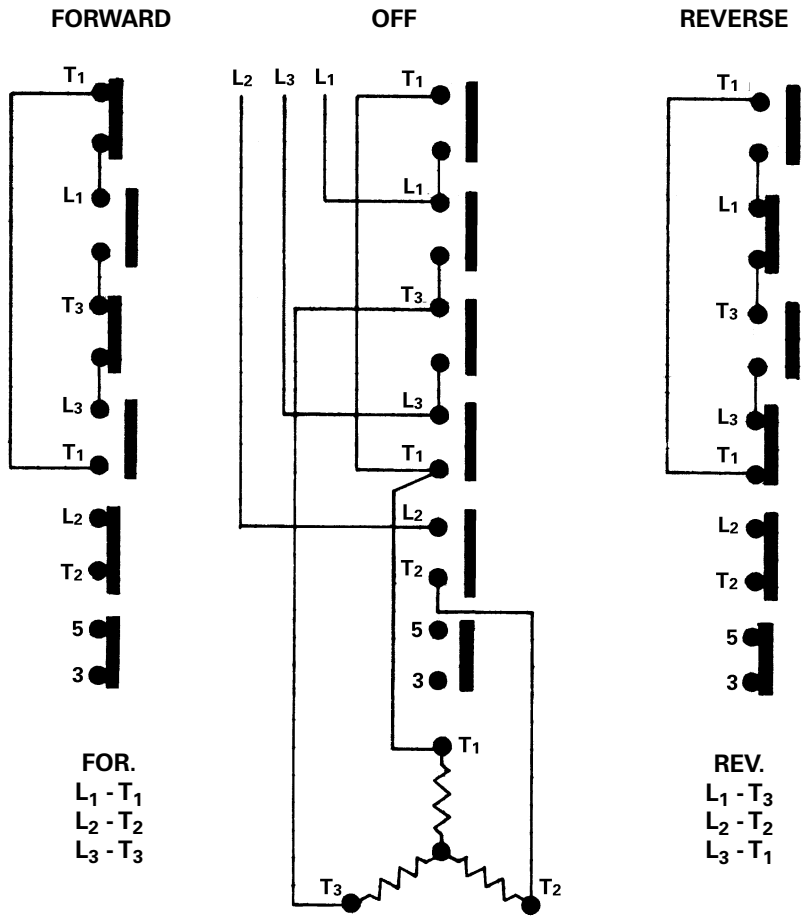 FORWARD
T1
L1
T3
L3
T1
L2
T2
5
3
FOR.
L1 - T1
L2 - T2
L3 - T3
OFF
L2 L3 L1
T1
L1
T3
L3
T1
L2
T2
5
3
T1
T3
T2
REVERSE
T1
L1
T3
L3
T1
L2
T2
5
3
REV.
L1 - T3
L2 - T2
L3 - T1